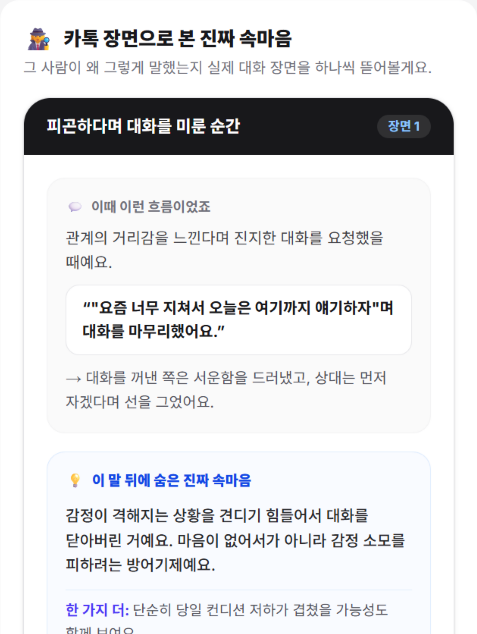 카톡 장면으로 본 진짜 속마음
그 사람이 왜 그렇게 말했는지 실제 대화 장면을 하나씩 뜯어볼게요.
피곤하다며 대화를 미룬 순간
장면 1
이때 이런 흐름이었죠
관계의 거리감을 느낀다며 진지한 대화를 요청했을
때예요.
“"요즘 너무 지쳐서 오늘은 여기까지 얘기하자"며
대화를 마무리했어요.”
→ 대화를 꺼낸 쪽은 서운함을 드러냈고, 상대는 먼저
자겠다며 선을 그었어요.
이 말 뒤에 숨은 진짜 속마음
감정이 격해지는 상황을 견디기 힘들어서 대화를
닫아버린 거예요. 마음이 없어서가 아니라 감정 소모를
피하려는 방어기제예요.
한 가지 더: 단순히 당일 컨디션 저하가 겹쳤을 가능성도
함께 보여요